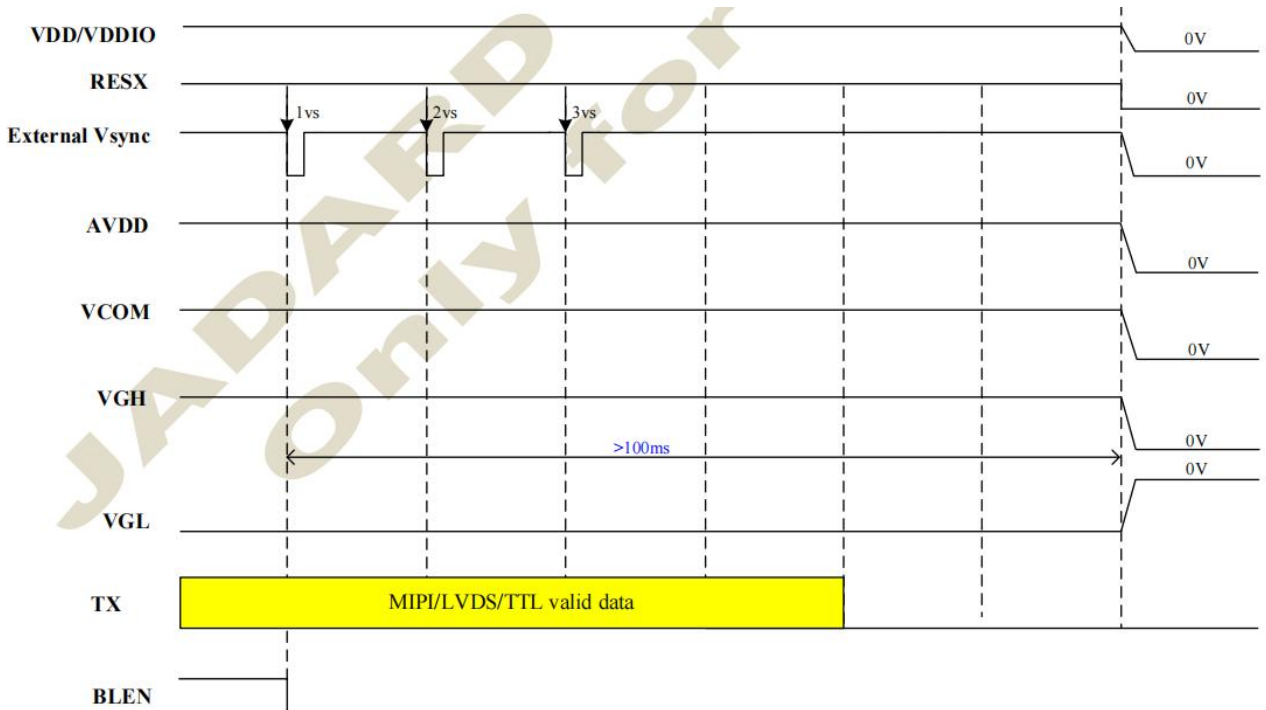 VDD/VDDIO
0V
RESX
0V
1vs
2vs
3vs
External Vsync
0V
AVDD
0V
VCOM
0V
VGH
0V
>100ms
0V
VGL
TX
MIPI/LVDS/TTL valid data
BLEN
JADARD
Only for